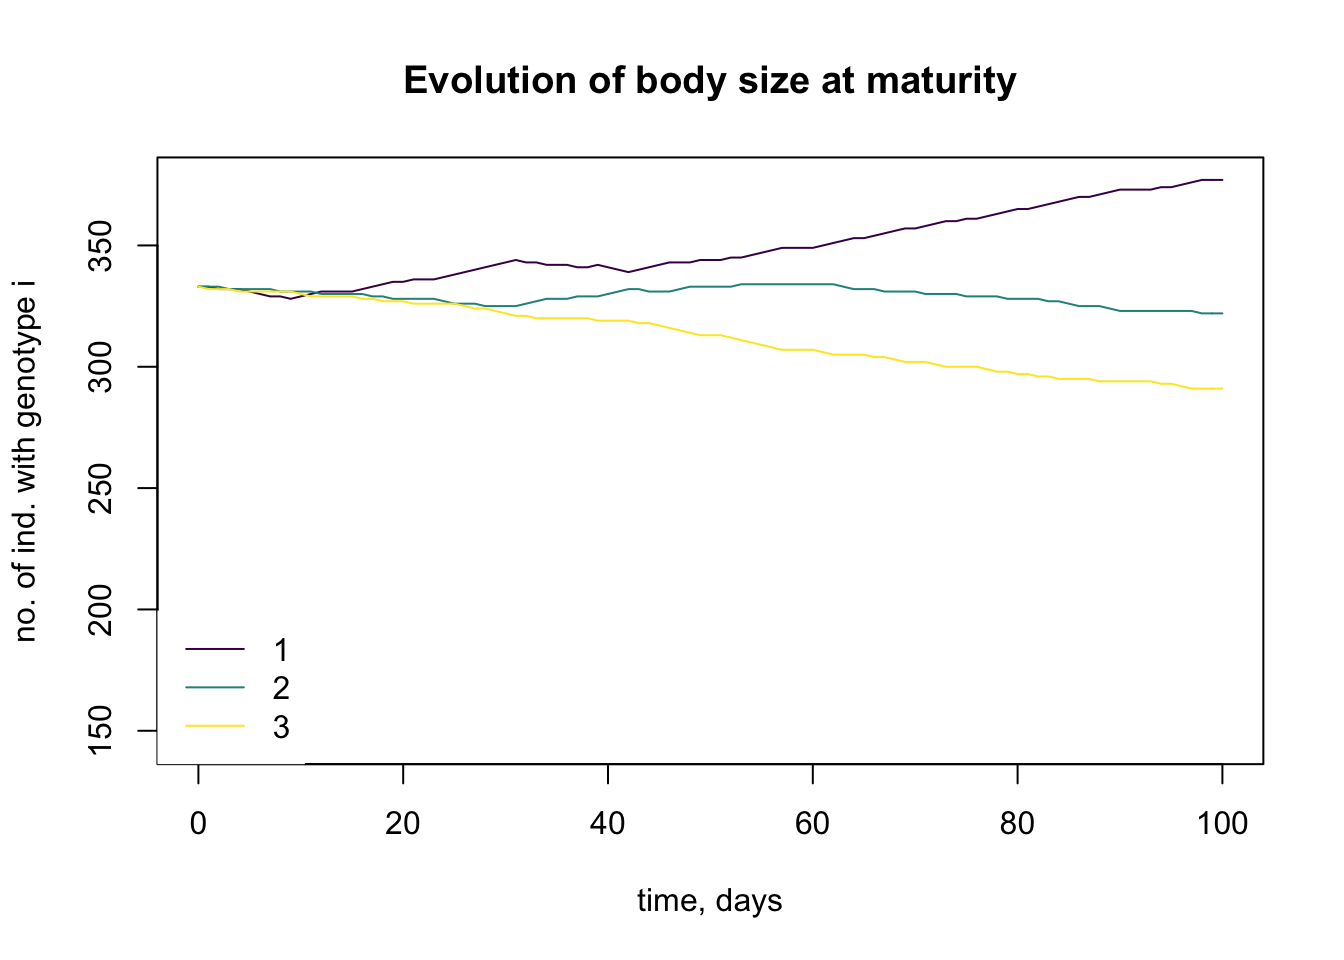 Evolution of body size at maturity
no. of ind. with genotype i
350
300
250
200
150
1
2
3
0 20 40 60 80 100
time, days